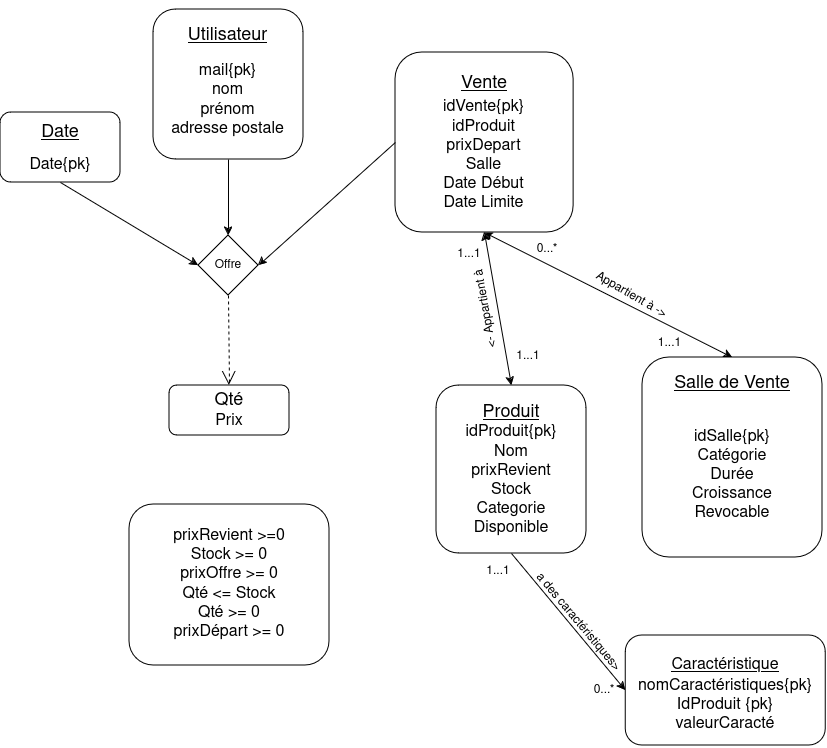 Utilisateur
mail{pk}
nom
prénom
adresse postale
Date
Date{pk}
Vente
idVente{pk}
idProduit
prixDepart
Salle
Date Début
Date Limite
Offre
Qté
Prix
1...1
<- Appartient à
1...1
0...*
Appartient à ->
1...1
Produit
idProduit{pk}
Nom
prixRevient
Stock
Categorie
Disponible
Salle de Vente
idSalle{pk}
Catégorie
Durée
Croissance
Revocable
prixRevient >=0
Stock >= 0
prixOffre >= 0
Qté <= Stock
Qté >= 0
prixDépart >= 0
1...1
a des caractéristiques>
0...*
Caractéristique
nomCaractéristiques{pk}
IdProduit {pk}
valeurCaracté